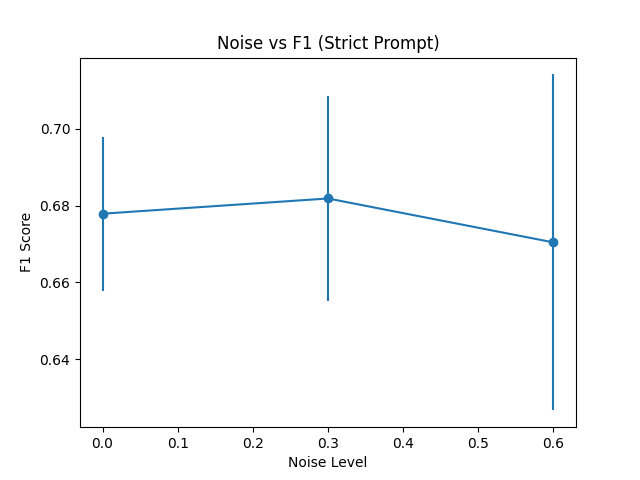 Noise vs F1 (Strict Prompt)
0.70
0.68
0.66
0.64
F1 Score
0.0 0.1 0.2 0.3 0.4 0.5 0.6
Noise Level